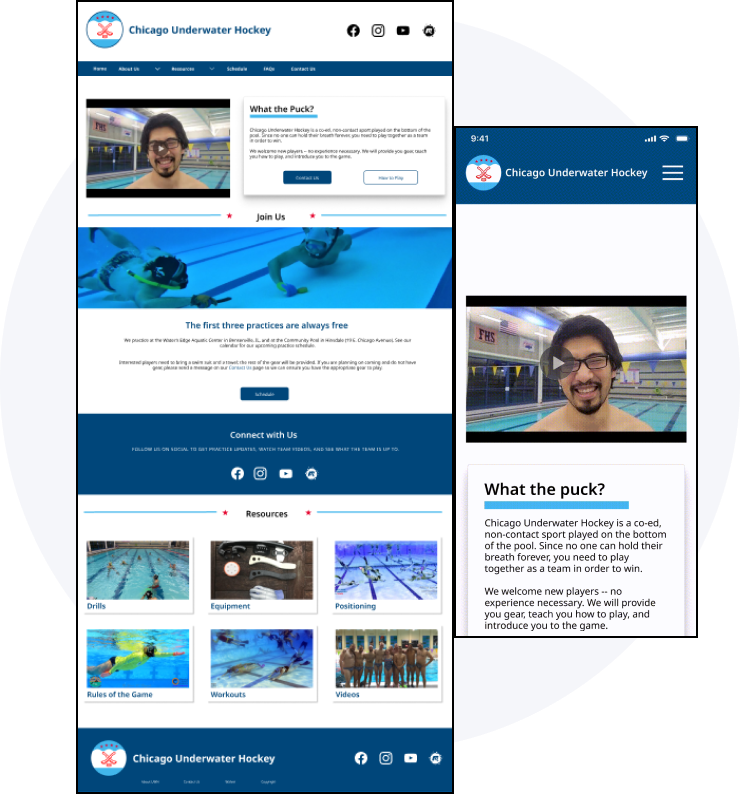 Chicago Underwater Hockey
Home About Us Resources Schedule FAQs Contact Us
What the Puck?
Chicago Underwater Hockey is a co-ed, non-contact sport played on the bottom of the
pool. Since no one can hold their breath forever, you need to play together as a team
in order to win.
We welcome new players -- no experience necessary. We will provide you gear, teach
you how to play, and introduce you to the game.
Contact Us How to Play
Join Us
The first three practices are always free
We practice at the Water's Edge Aquatic Center in Bensenville, IL, and at the Community Pool at Hinsdale Chicago Avenue). See our
calendar for our upcoming practice schedule.
Interested players need to bring a swim suit and a towel; the rest of the gear will be provided. If you are planning on coming and do not have
gear, please send a message on our Contact Us page so we can ensure you have the appropriate gear to play.
Schedule
Connect with Us
FOLLOW US ON SOCIAL TO GET PRACTICE UPDATES, WATCH TEAM VIDEOS, AND SEE WHAT THE TEAM IS UP TO.
Resources
Drills Equipment Positioning
Rules of the Game Workouts Videos
Chicago Underwater Hockey
About UWH Contact Us Copyright
9:41
Chicago Underwater Hockey
FHS
What the puck?
Chicago Underwater Hockey is a co-ed,
non-contact sport played on the bottom
of the pool. Since no one can hold their
breath forever, you need to play
together as a team in order to win.
We welcome new players -- no
experience necessary. We will provide
you gear, teach you how to play, and
introduce you to the game.